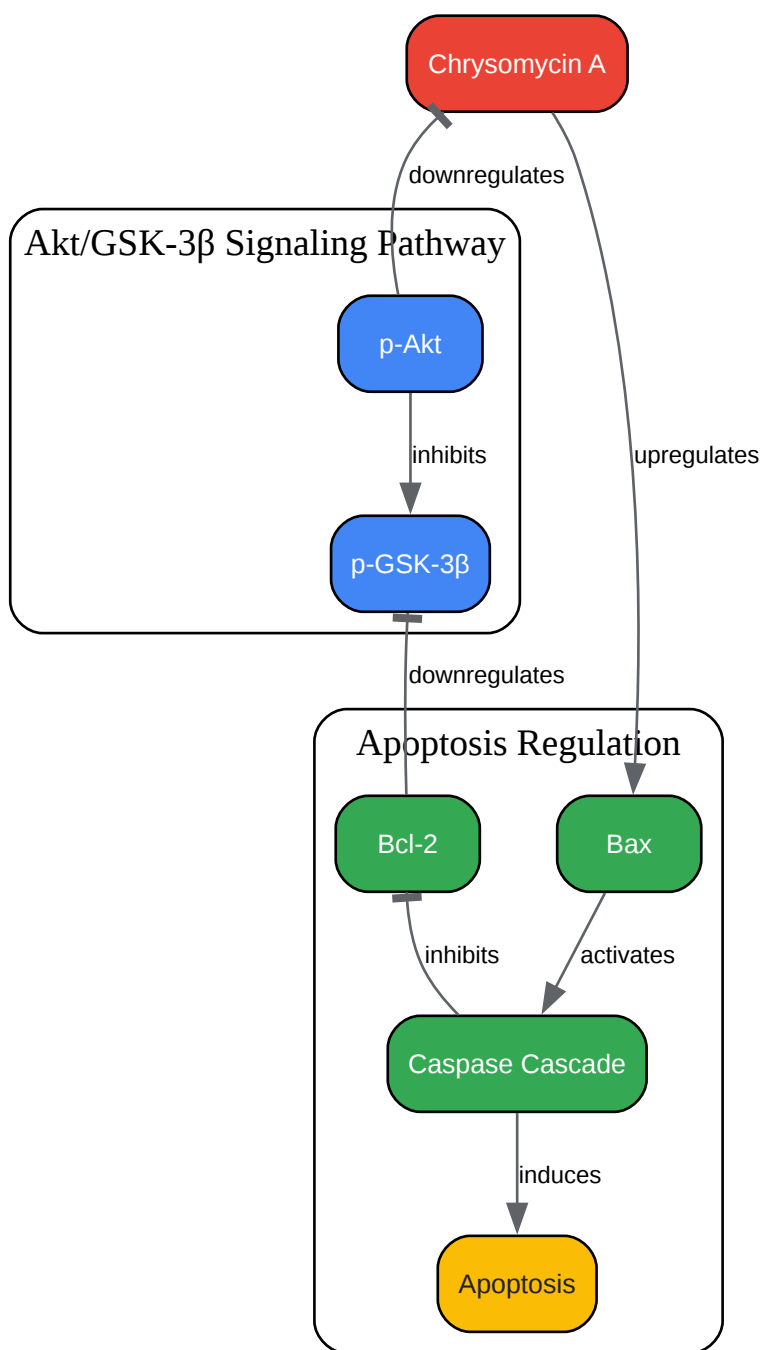 Chrysomycin A
downregulates
Akt/GSK-3β Signaling Pathway
p-Akt
inhibits
upregulates
p-GSK-3β
downregulates
Apoptosis Regulation
Bcl-2
Bax
inhibits
activates
Caspase Cascade
induces
Apoptosis